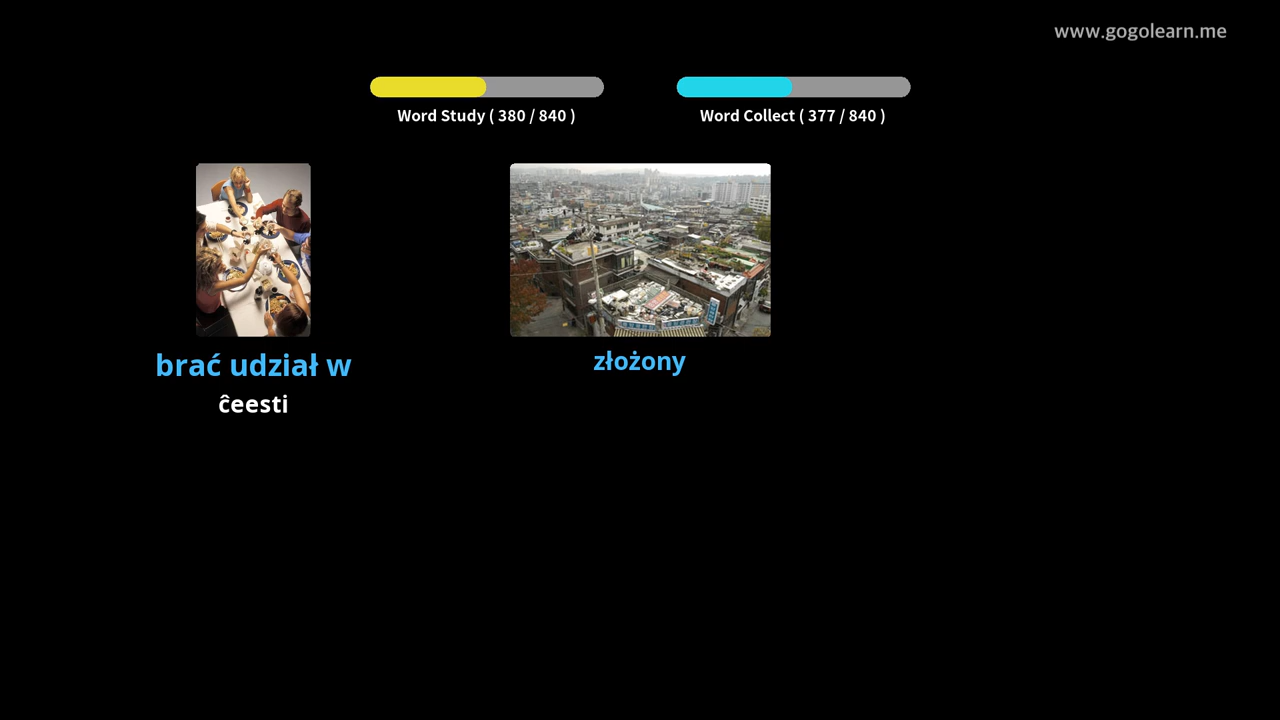 www.gogolearn.me
Word Study ( 380 / 840 )
Word Collect ( 377 / 840 )
brać udział w
ĉeesti
złożony